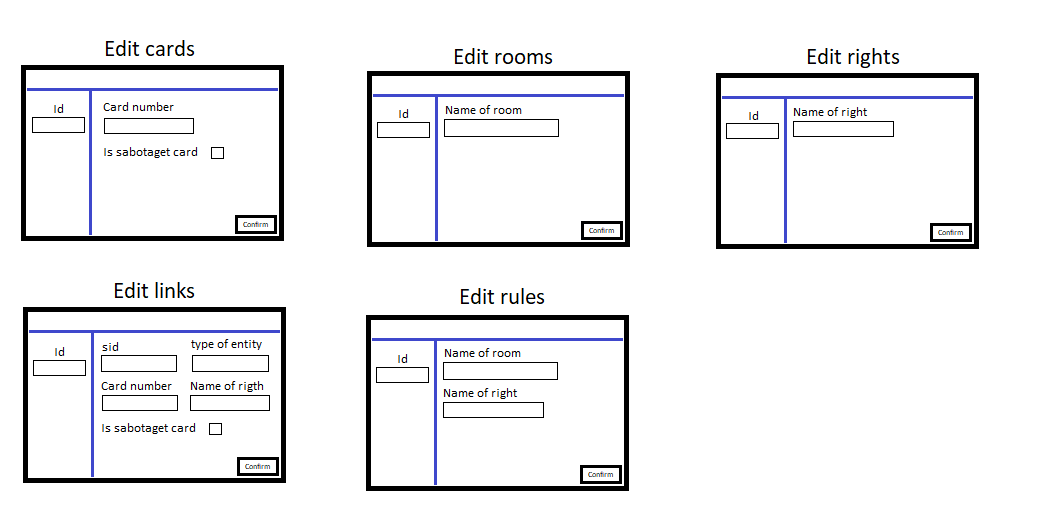 Edit cards
Id
Card number
Is sabotaget card
Confirm
Edit rooms
Id
Name of room
Confirm
Edit rights
Id
Name of right
Confirm
Edit links
Id
sid
type of entity
Card number
Name of rigth
Is sabotaget card
Confirm
Edit rules
Id
Name of room
Name of right
Confirm